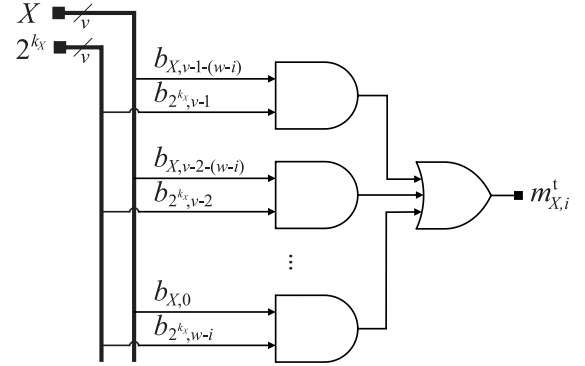 X
v
2^{k_X}
v
b_{X,v-1-(w-i)}
b_{2^{k_X},v-1}
b_{X,v-2-(w-i)}
b_{2^{k_X},v-2}
m^t_{X,i}
...
b_{X,0}
b_{2^{k_X},w-i}